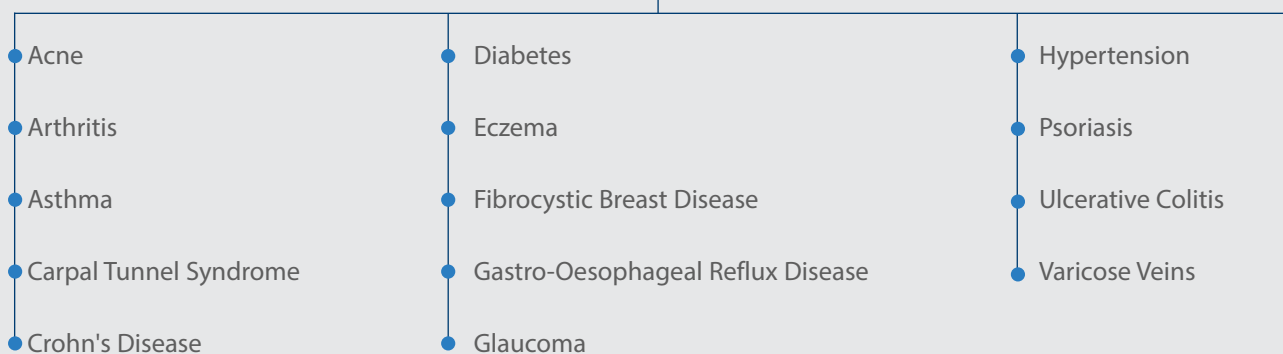 Acne
Arthritis
Asthma
Carpal Tunnel Syndrome
Crohn's Disease
Diabetes
Eczema
Fibrocystic Breast Disease
Gastro-Oesophageal Reflux Disease
Glaucoma
Hypertension
Psoriasis
Ulcerative Colitis
Varicose Veins